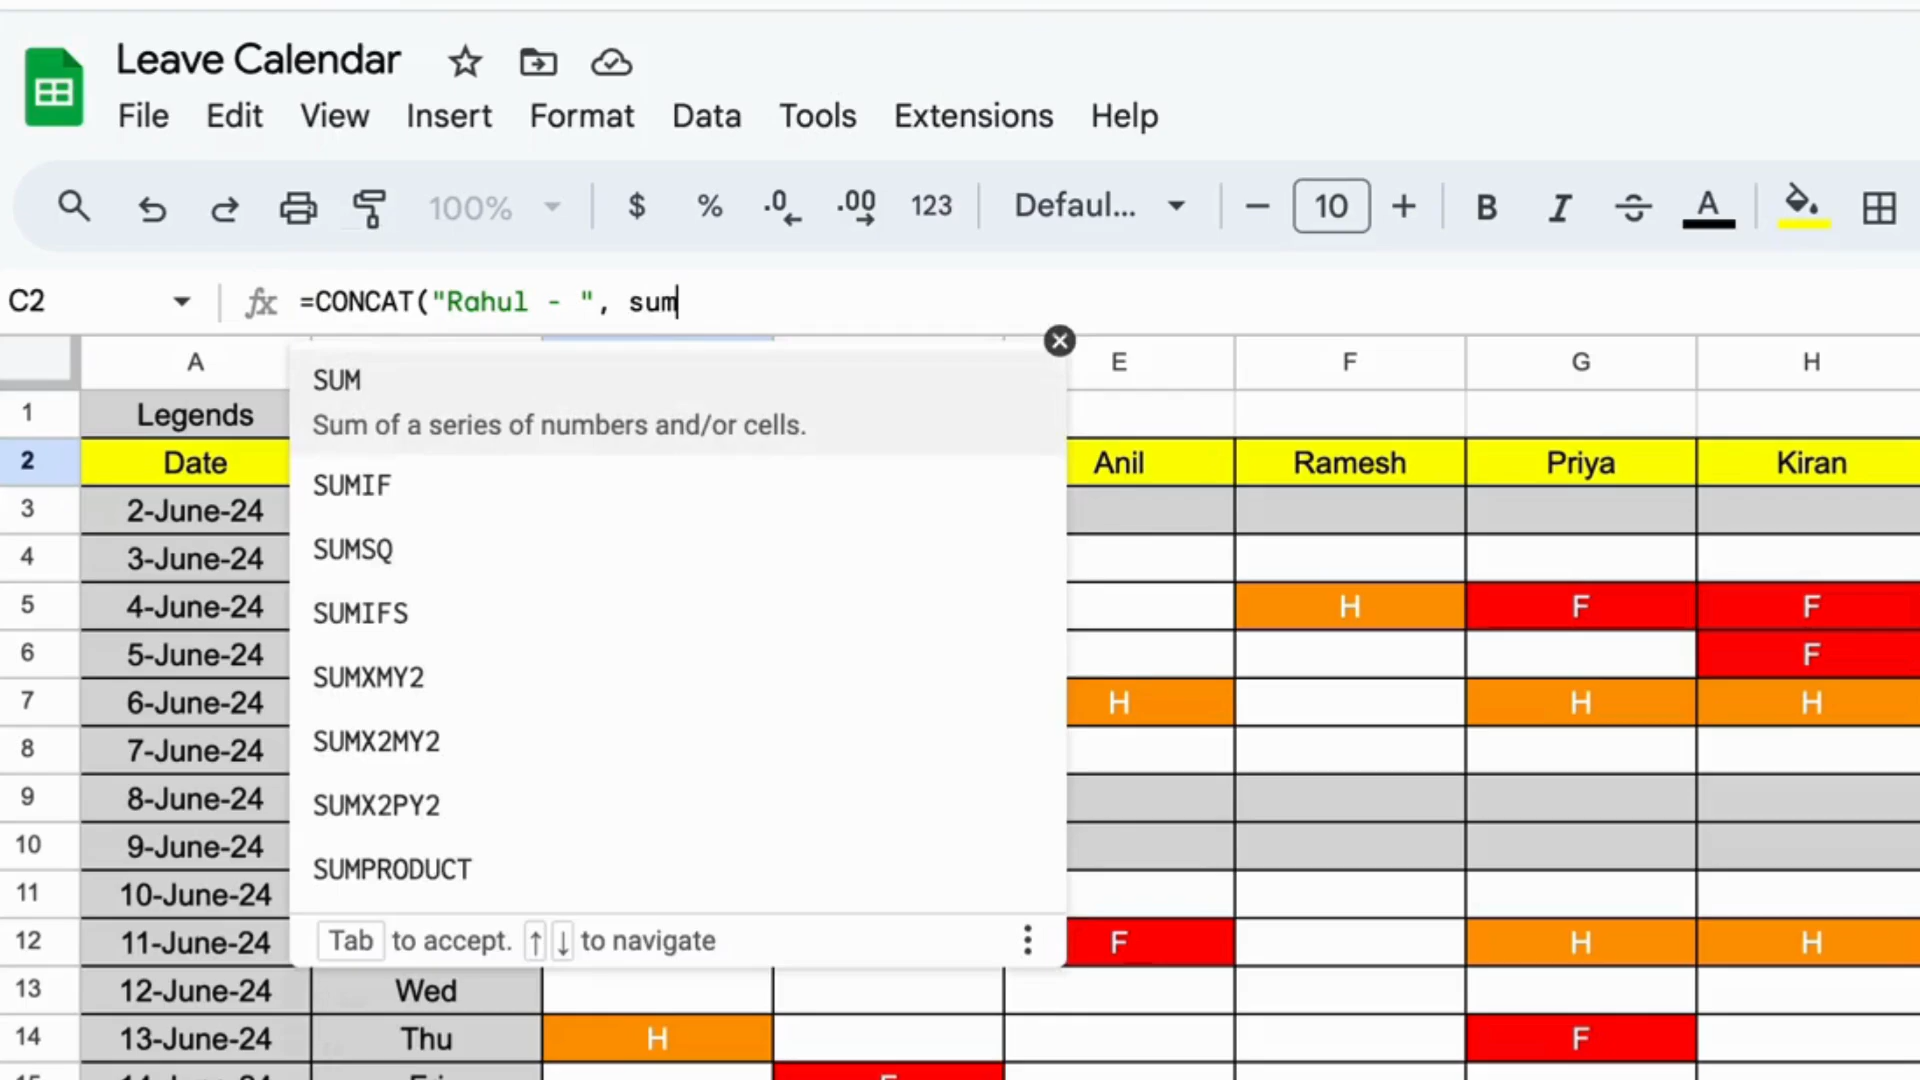 Leave Calendar
File Edit View Insert Format Data Tools Extensions Help
100% $ % .0 .00 123 Defaul... 10 B I A
C2 fx =CONCAT("Rahul - ", sum
A E F G H
SUM
Sum of a series of numbers and/or cells.
SUMIF
SUMSQ
SUMIFS
SUMXMY2
SUMX2MY2
SUMX2PY2
SUMPRODUCT
Tab to accept. ↑ ↓ to navigate
1 Legends
2 Date Anil Ramesh Priya Kiran
3 2-June-24
4 3-June-24
5 4-June-24 H F F
6 5-June-24 F
7 6-June-24 H H H
8 7-June-24
9 8-June-24
10 9-June-24
11 10-June-24
12 11-June-24 F H H
13 12-June-24 Wed
14 13-June-24 Thu H F